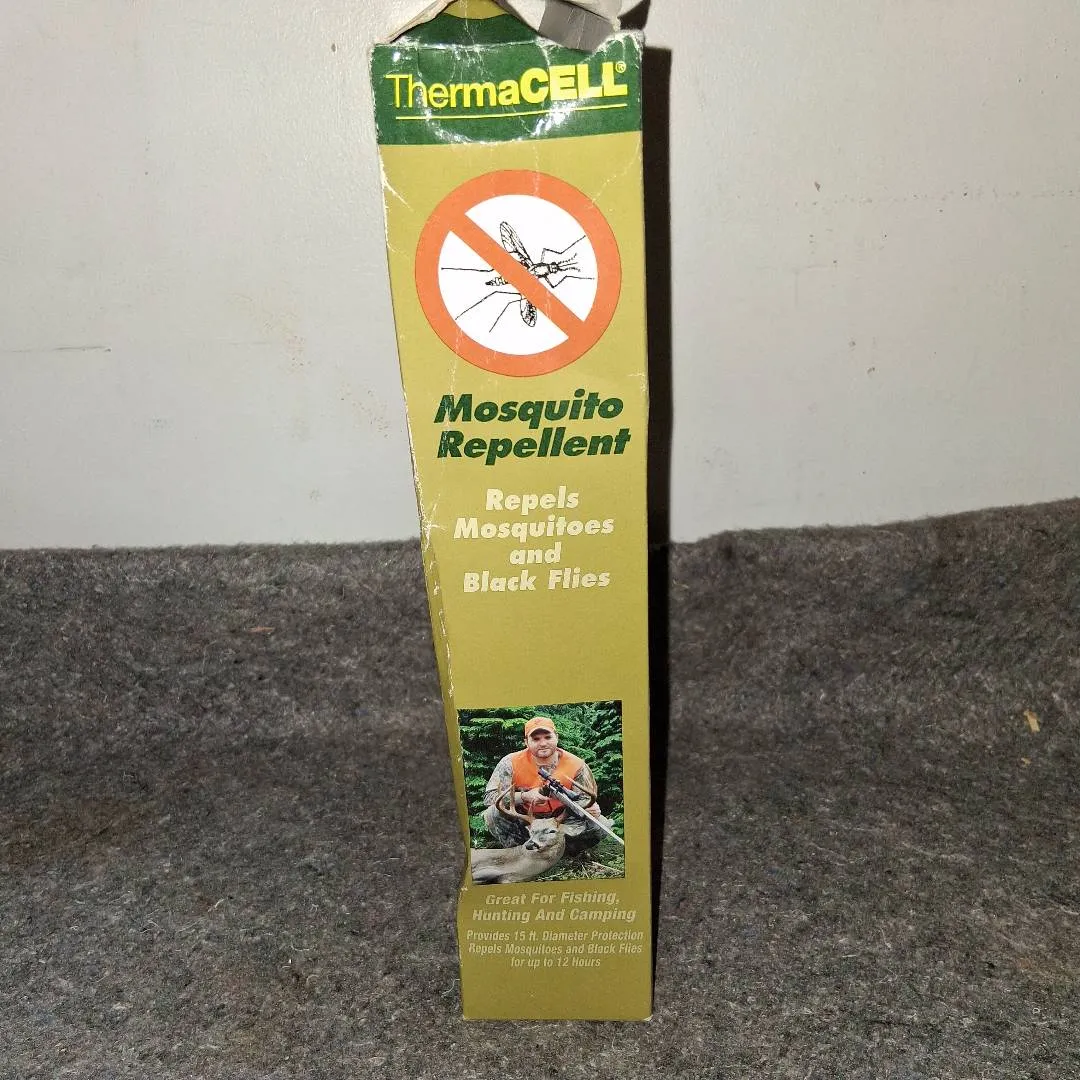 ThermaCELL®
Mosquito
Repellent
Repels
Mosquitoes
and
Black Flies
Great For Fishing,
Hunting And Camping
Provides 15 ft. Diameter Protection
Repels Mosquitoes and Black Flies
for up to 12 Hours